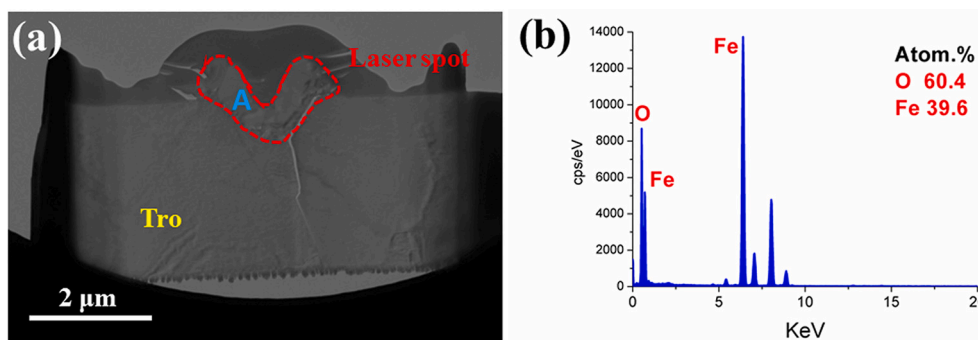 (a)
Laser spot
A
Tro
2 μm
(b)
14000
12000
10000
8000
6000
4000
2000
0
cps/eV
0
5
10
15
2
KeV
O
Fe
Fe
Atom.%
O 60.4
Fe 39.6